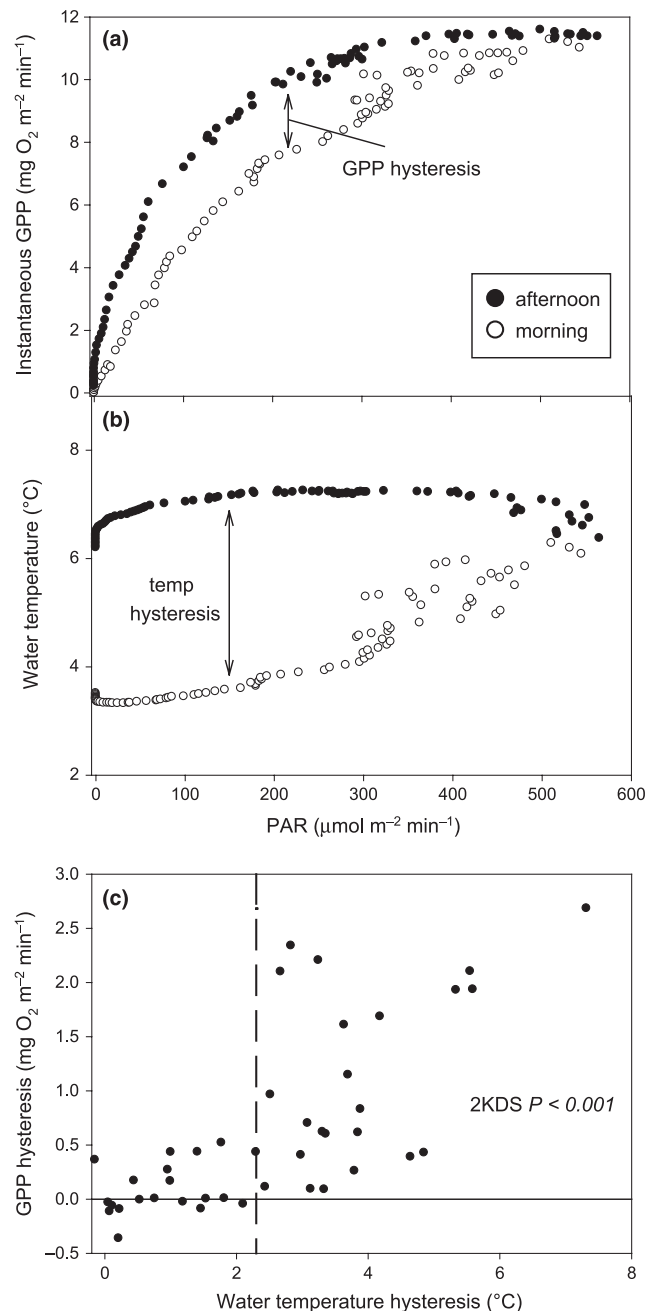 (a)
12
10
8
6
4
2
0
Instantaneous GPP (mg O₂ m⁻² min⁻¹)
GPP hysteresis
afternoon
morning
(b)
8
6
4
2
Water temperature (°C)
temp
hysteresis
0 100 200 300 400 500 600
PAR (μmol m⁻² min⁻¹)
(c)
3.0
2.5
2.0
1.5
1.0
0.5
0.0
–0.5
GPP hysteresis (mg O₂ m⁻² min⁻¹)
2KDS P < 0.001
0 2 4 6 8
Water temperature hysteresis (°C)